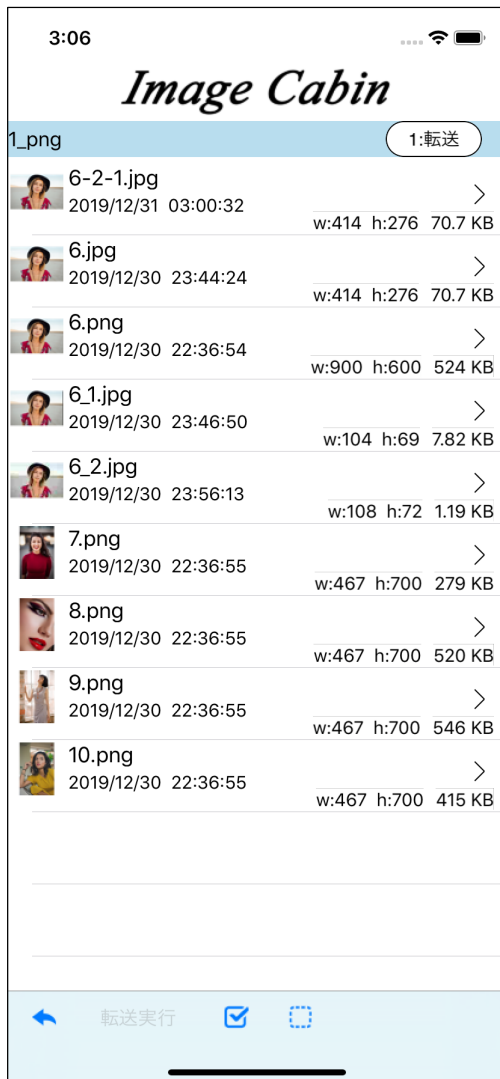 3:06
Image Cabin
1_png
1:転送
6-2-1.jpg
2019/12/31 03:00:32
w:414 h:276 70.7 KB
6.jpg
2019/12/30 23:44:24
w:414 h:276 70.7 KB
6.png
2019/12/30 22:36:54
w:900 h:600 524 KB
6_1.jpg
2019/12/30 23:46:50
w:104 h:69 7.82 KB
6_2.jpg
2019/12/30 23:56:13
w:108 h:72 1.19 KB
7.png
2019/12/30 22:36:55
w:467 h:700 279 KB
8.png
2019/12/30 22:36:55
w:467 h:700 520 KB
9.png
2019/12/30 22:36:55
w:467 h:700 546 KB
10.png
2019/12/30 22:36:55
w:467 h:700 415 KB
転送実行